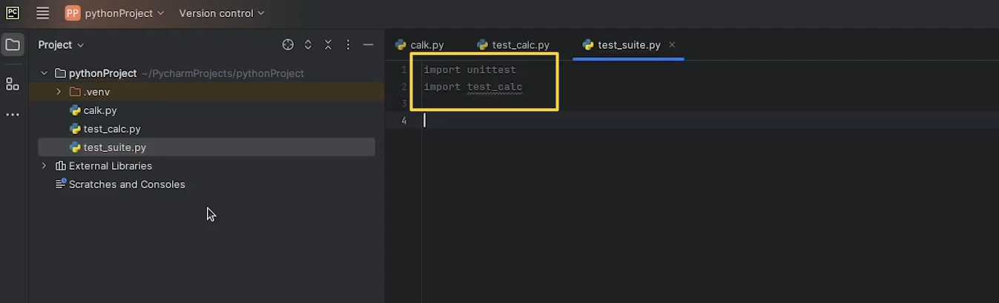 PC PP pythonProject Version control
Project
calk.py test_calc.py test_suite.py
pythonProject ~/PycharmProjects/pythonProject
.venv
calk.py
test_calc.py
test_suite.py
External Libraries
Scratches and Consoles
1 import unittest
2 import test_calc
3
4